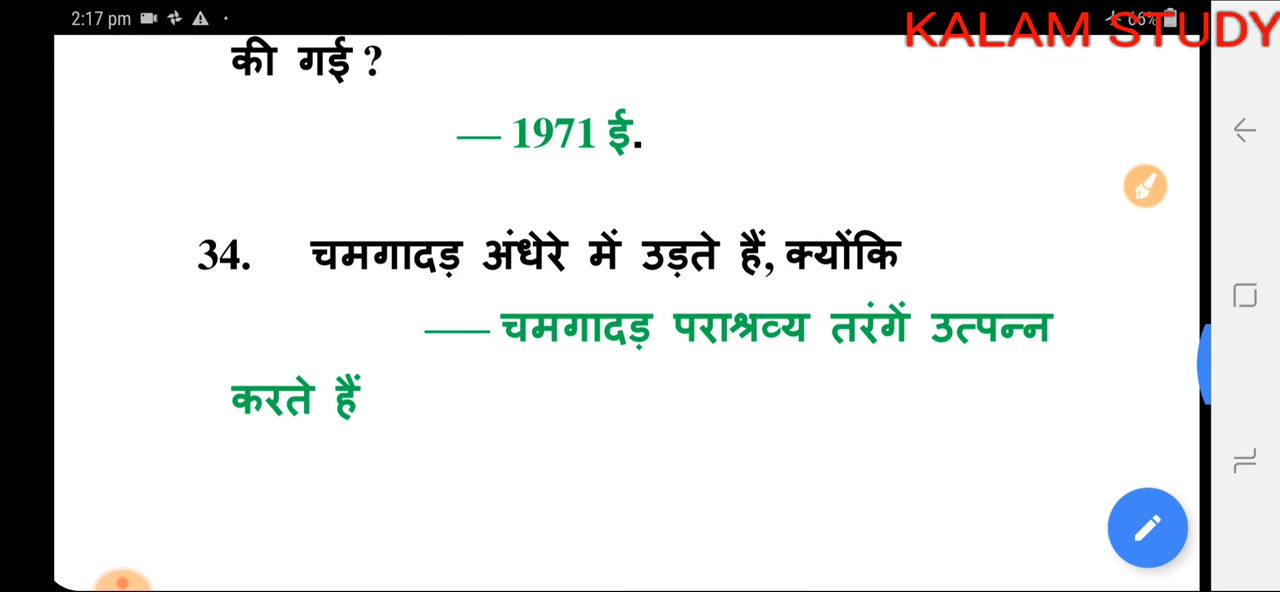 2:17 pm
66%
KALAM STUDY
की गई ?
— 1971 ई.
34. चमगादड़ अंधेरे में उड़ते हैं, क्योंकि
— चमगादड़ पराश्रव्य तरंगें उत्पन्न
करते हैं